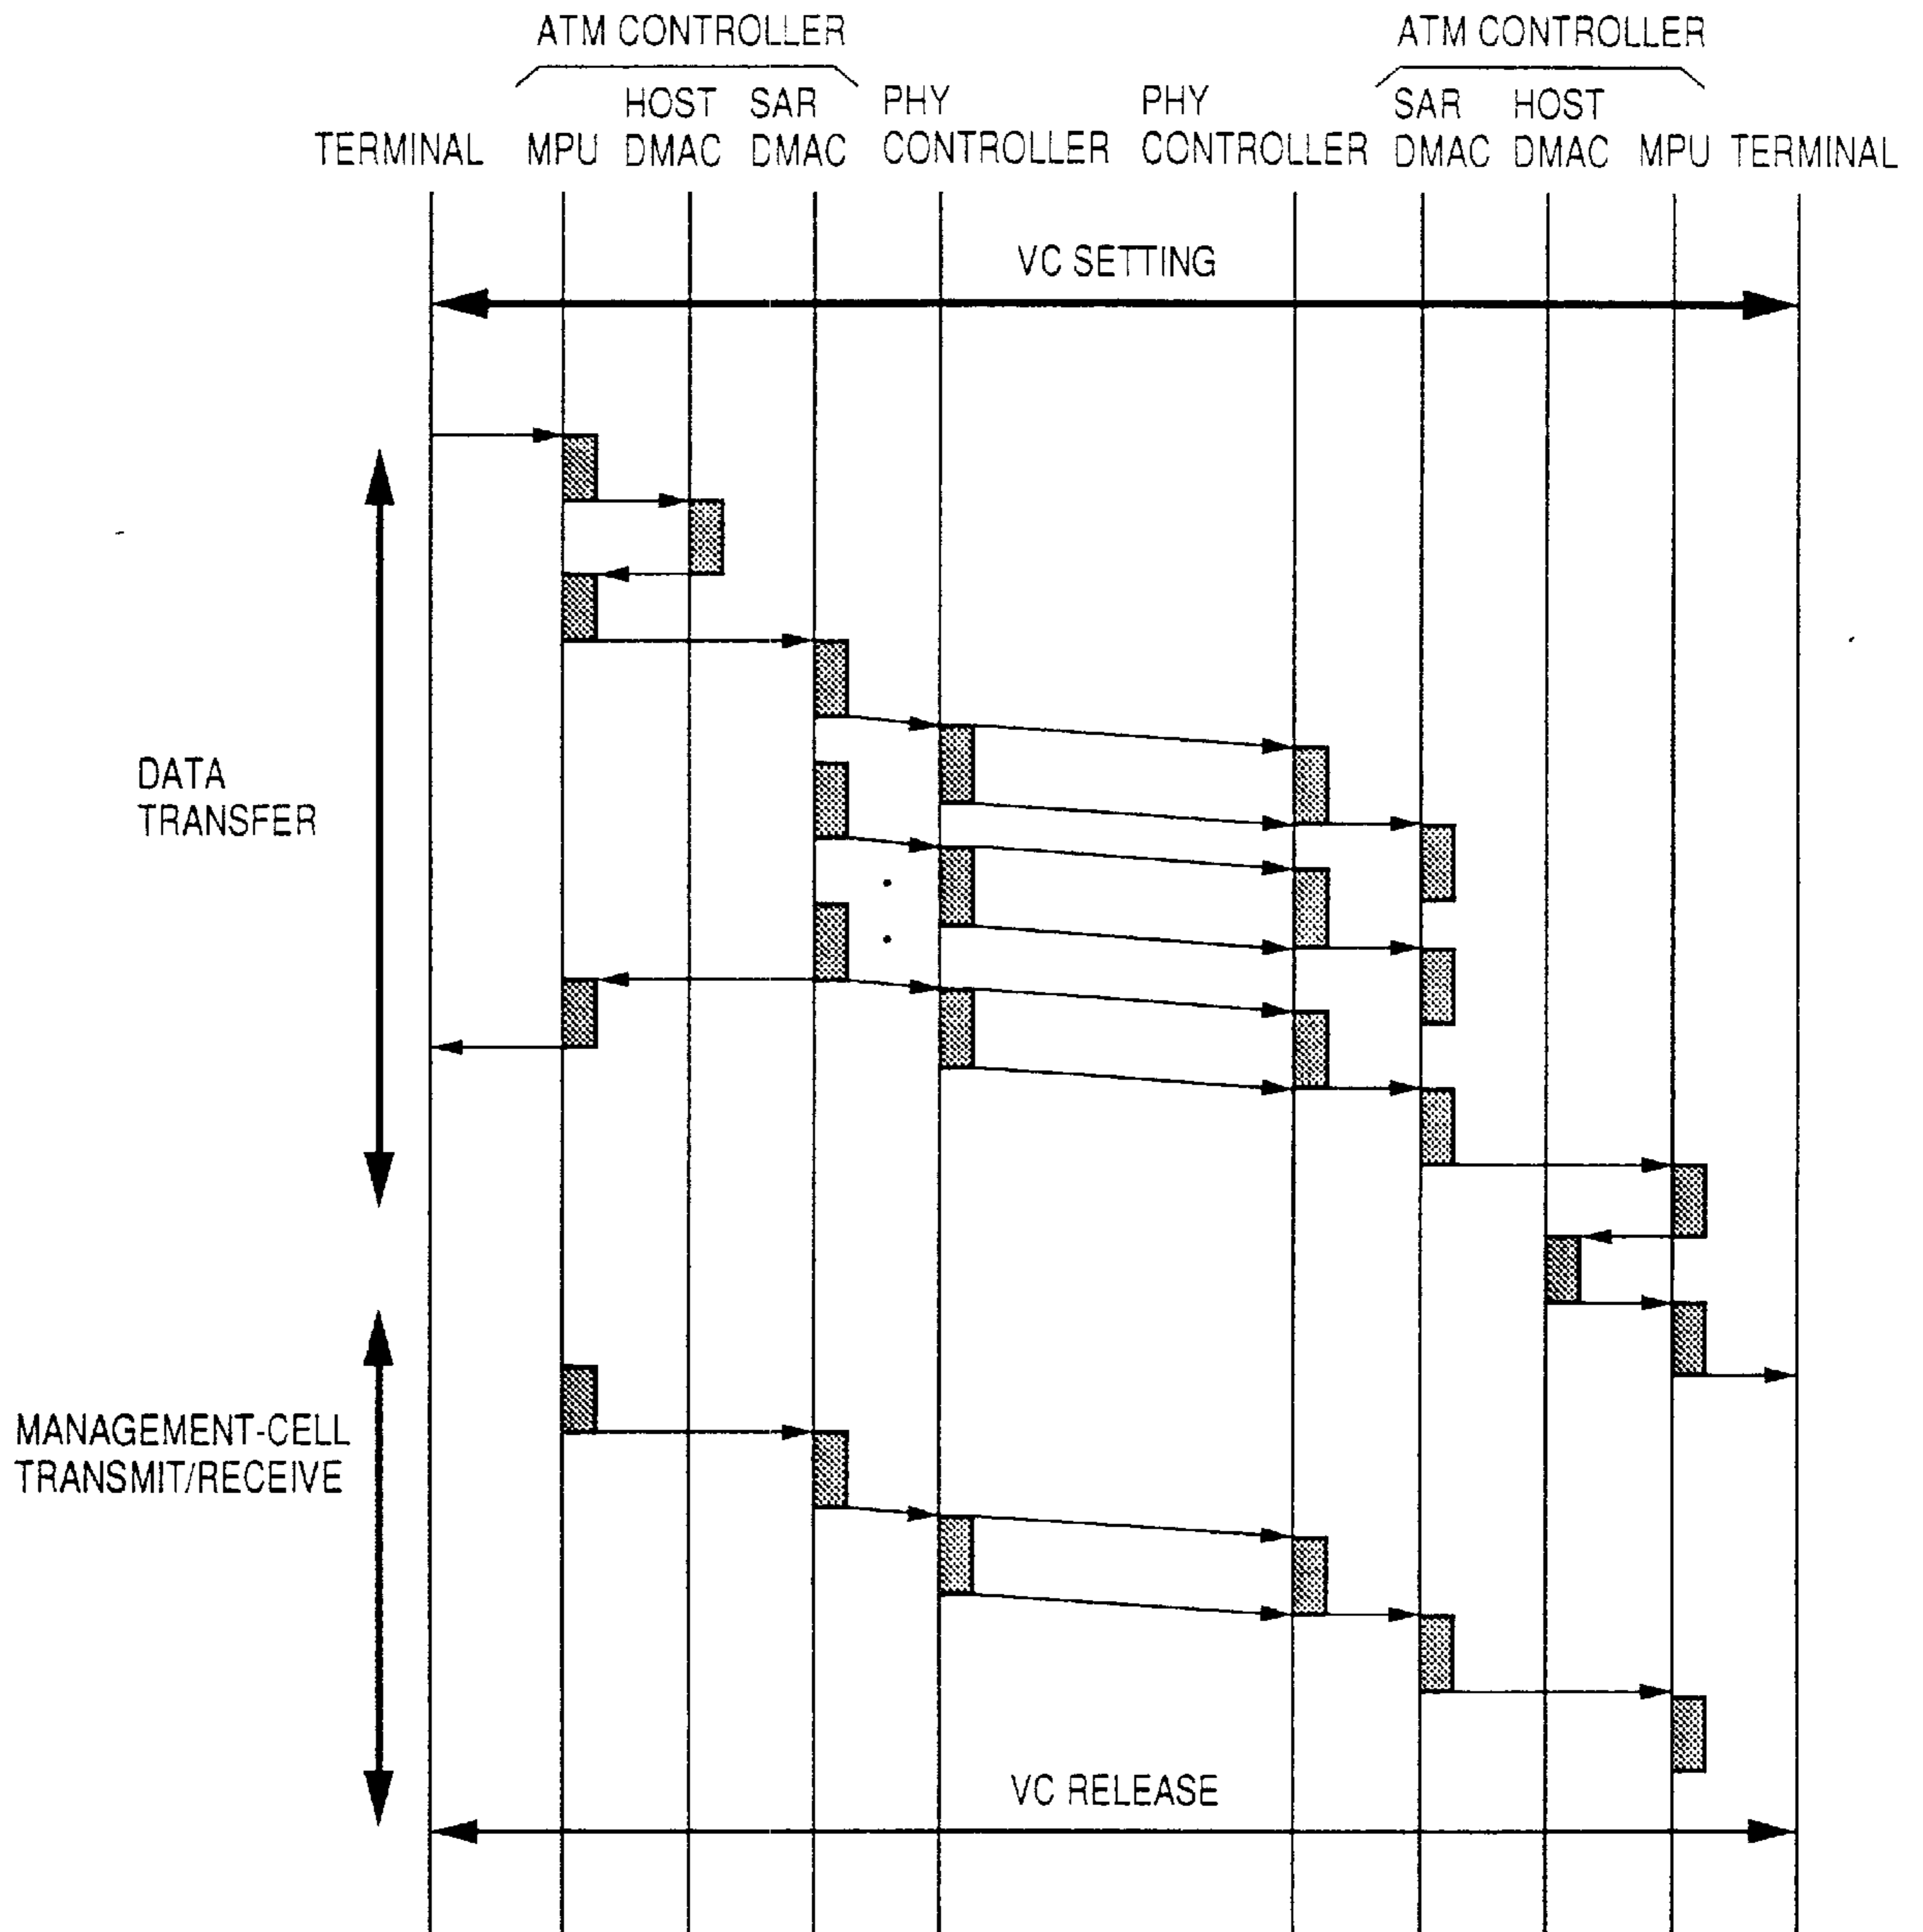 ATM CONTROLLER ATM CONTROLLER
HOST SAR PHY PHY SAR HOST
TERMINAL MPU DMAC DMAC CONTROLLER CONTROLLER DMAC DMAC MPU TERMINAL
VC SETTING
DATA
TRANSFER
MANAGEMENT-CELL
TRANSMIT/RECEIVE
VC RELEASE